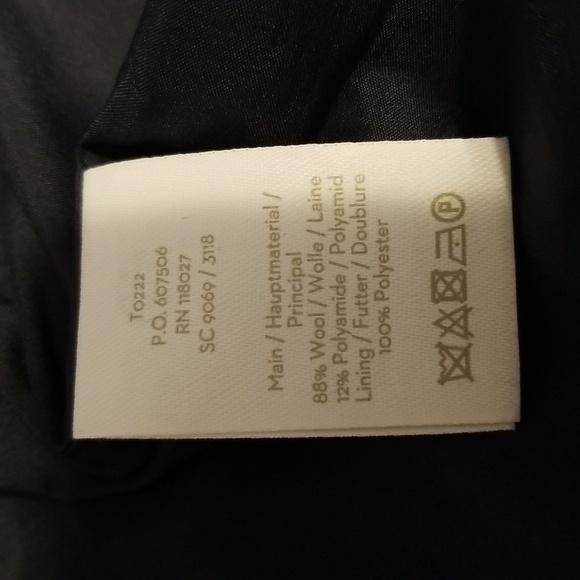 T0222
P.O. 607506
RN 118027
SC 9069 / 3118
Main / Hauptmaterial /
Principal
88% Wool / Wolle / Laine
12% Polyamide / Polyamid
Lining / Futter / Doublure
100% Polyester
P